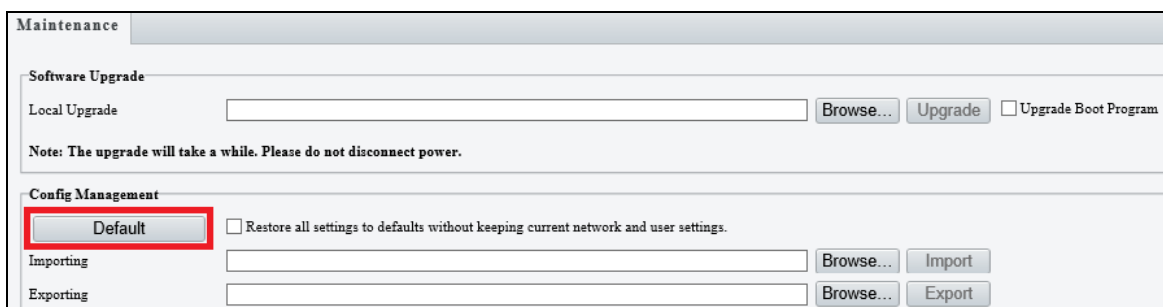 Maintenance
Software Upgrade
Local Upgrade Browse... Upgrade Upgrade Boot Program
Note: The upgrade will take a while. Please do not disconnect power.
Config Management
Default Restore all settings to defaults without keeping current network and user settings.
Importing Browse... Import
Exporting Browse... Export